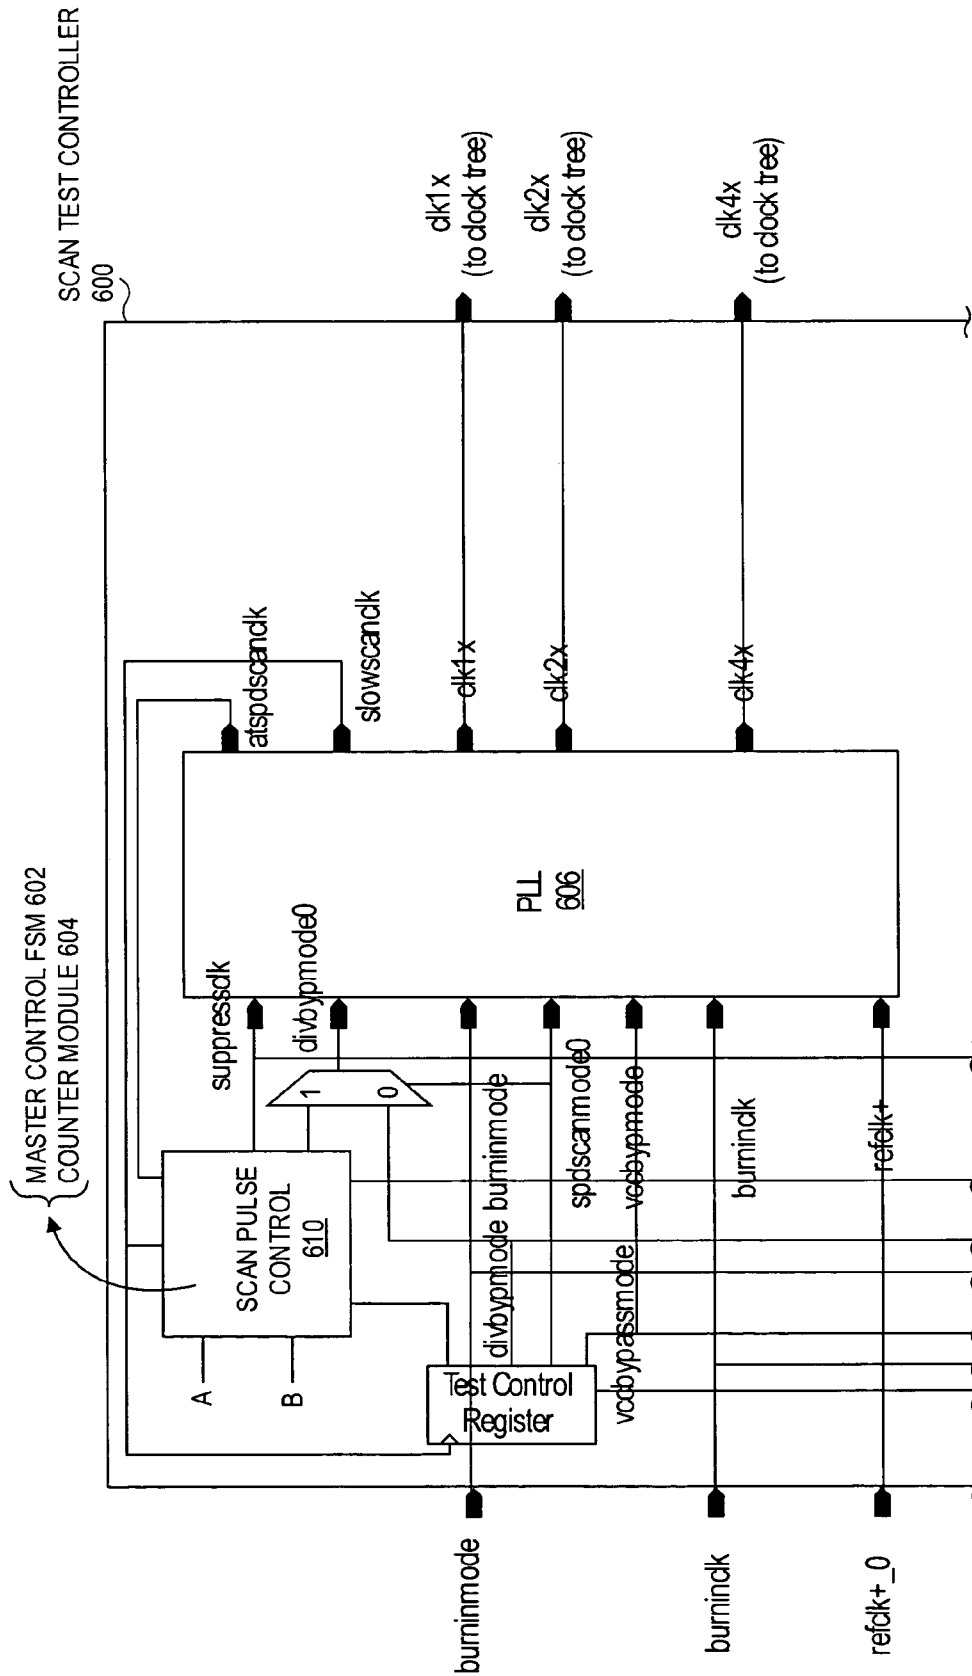 SCAN TEST CONTROLLER
600
MASTER CONTROL FSM 602
COUNTER MODULE 604
SCAN PULSE
CONTROL
610
A
B
Test Control
Register
1
0
suppressclk
divbypmode0
divbypmode
burninmode
spdscanmode0
vcobypassmode
vcobypmode
burninclk
refclk+
PLL
606
atspdscanclk
slowscanclk
clk1x
clk2x
clk4x
clk1x
(to clock tree)
clk2x
(to clock tree)
clk4x
(to clock tree)
burninmode
burninclk
refclk+_0